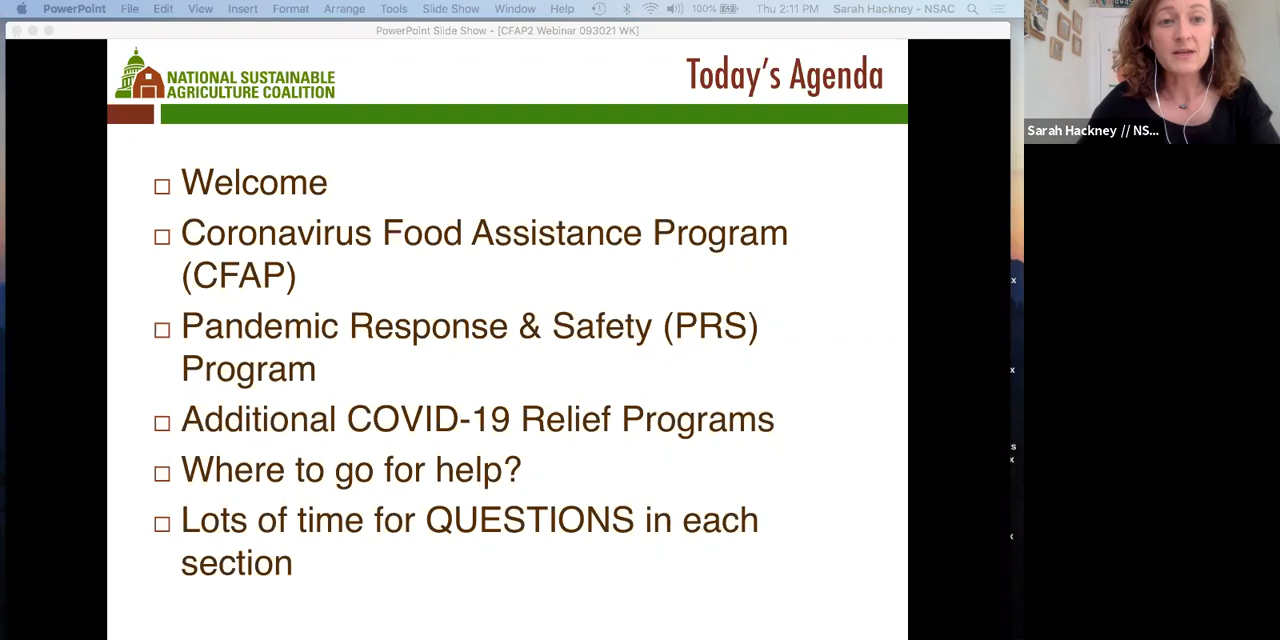 PowerPoint File Edit View Insert Format Arrange Tools Slide Show Window Help 100% Thu 2:11 PM Sarah Hackney - NSAC
PowerPoint Slide Show - [CFAP2 Webinar 093021 WK]
NATIONAL SUSTAINABLE
AGRICULTURE COALITION
Today's Agenda
Sarah Hackney // NS...
Welcome
Coronavirus Food Assistance Program
(CFAP)
Pandemic Response & Safety (PRS)
Program
Additional COVID-19 Relief Programs
Where to go for help?
Lots of time for QUESTIONS in each
section
x
x
s
x
x